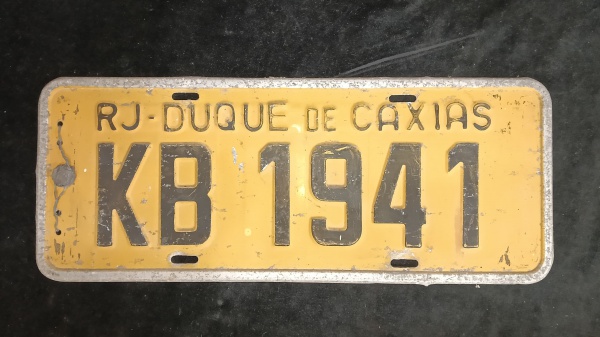 RJ-DUQUE DE CAXIAS
KB 1941